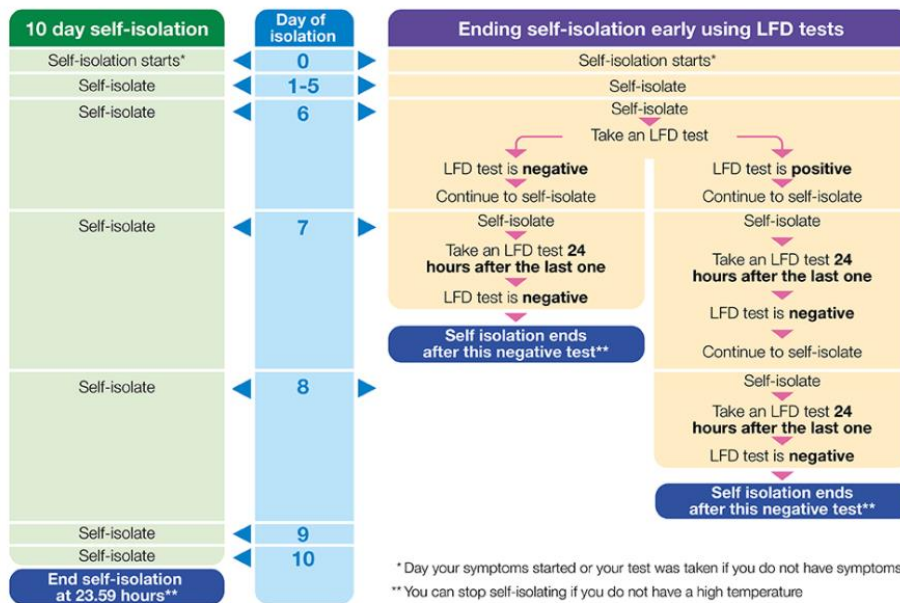 10 day self-isolation
Day of
isolation
Ending self-isolation early using LFD tests
Self-isolation starts*
0
Self-isolation starts*
Self-isolate
1-5
Self-isolate
Self-isolate
6
Self-isolate
Take an LFD test
LFD test is negative
Continue to self-isolate
LFD test is positive
Continue to self-isolate
Self-isolate
7
Self-isolate
Take an LFD test 24
hours after the last one
LFD test is negative
Self isolation ends
after this negative test**
Self-isolate
Take an LFD test 24
hours after the last one
LFD test is negative
Continue to self-isolate
Self-isolate
8
Self-isolate
Take an LFD test 24
hours after the last one
LFD test is negative
Self isolation ends
after this negative test**
Self-isolate
9
Self-isolate
10
End self-isolation
at 23.59 hours**
* Day your symptoms started or your test was taken if you do not have symptoms
** You can stop self-isolating if you do not have a high temperature